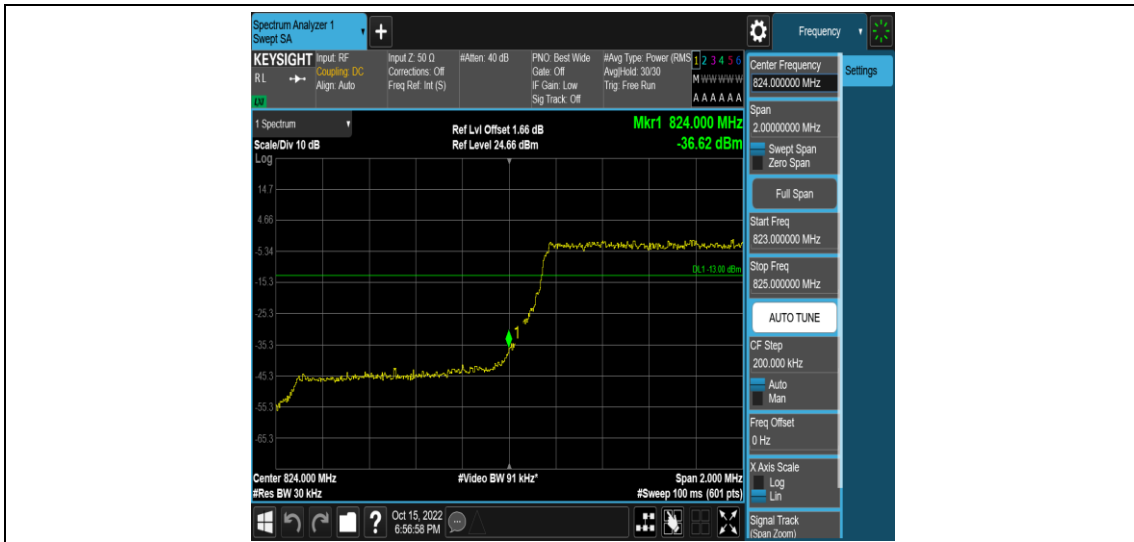 Spectrum Analyzer 1
Swept SA
+
Frequency
KEYSIGHT
RL
LXI
Input: RF
Coupling: DC
Align: Auto
Input Z: 50 Ω
Corrections: Off
Freq Ref: Int (S)
#Atten: 40 dB
PNO: Best Wide
Gate: Off
IF Gain: Low
Sig Track: Off
#Avg Type: Power (RMS
Avg|Hold: 30/30
Trig: Free Run
1 2 3 4 5 6
M W W W W W
A A A A A A
Center Frequency
824.000000 MHz
Settings
1 Spectrum
Scale/Div 10 dB
Log
Ref Lvl Offset 1.66 dB
Ref Level 24.66 dBm
Mkr1 824.000 MHz
-36.62 dBm
Span
2.00000000 MHz
Swept Span
Zero Span
Full Span
Start Freq
823.000000 MHz
Stop Freq
825.000000 MHz
AUTO TUNE
CF Step
200.000 kHz
Auto
Man
Freq Offset
0 Hz
X Axis Scale
Log
Lin
Signal Track
(Span Zoom)
14.7
4.66
-5.34
DL1 -13.00 dBm
-15.3
-25.3
1
-35.3
-45.3
-55.3
-65.3
Center 824.000 MHz
#Video BW 91 kHz*
Span 2.000 MHz
#Res BW 30 kHz
#Sweep 100 ms (601 pts)
?
Oct 15, 2022
6:56:58 PM